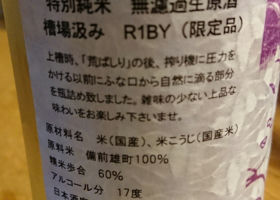 特別純米 無濾過生原酒
槽場汲み R1BY（限定品）
上槽時、「荒ばしり」の後、搾り機に圧力を
かける以前にふな口から自然に滴る部分
を瓶詰め致しました。雑味の少ない上品な
味わいをお楽しみ下さいませ。
原材料名 米（国産）、米こうじ（国産米）
原料米 備前雄町100%
精米歩合 60%
アルコール分 17度
日本酒度